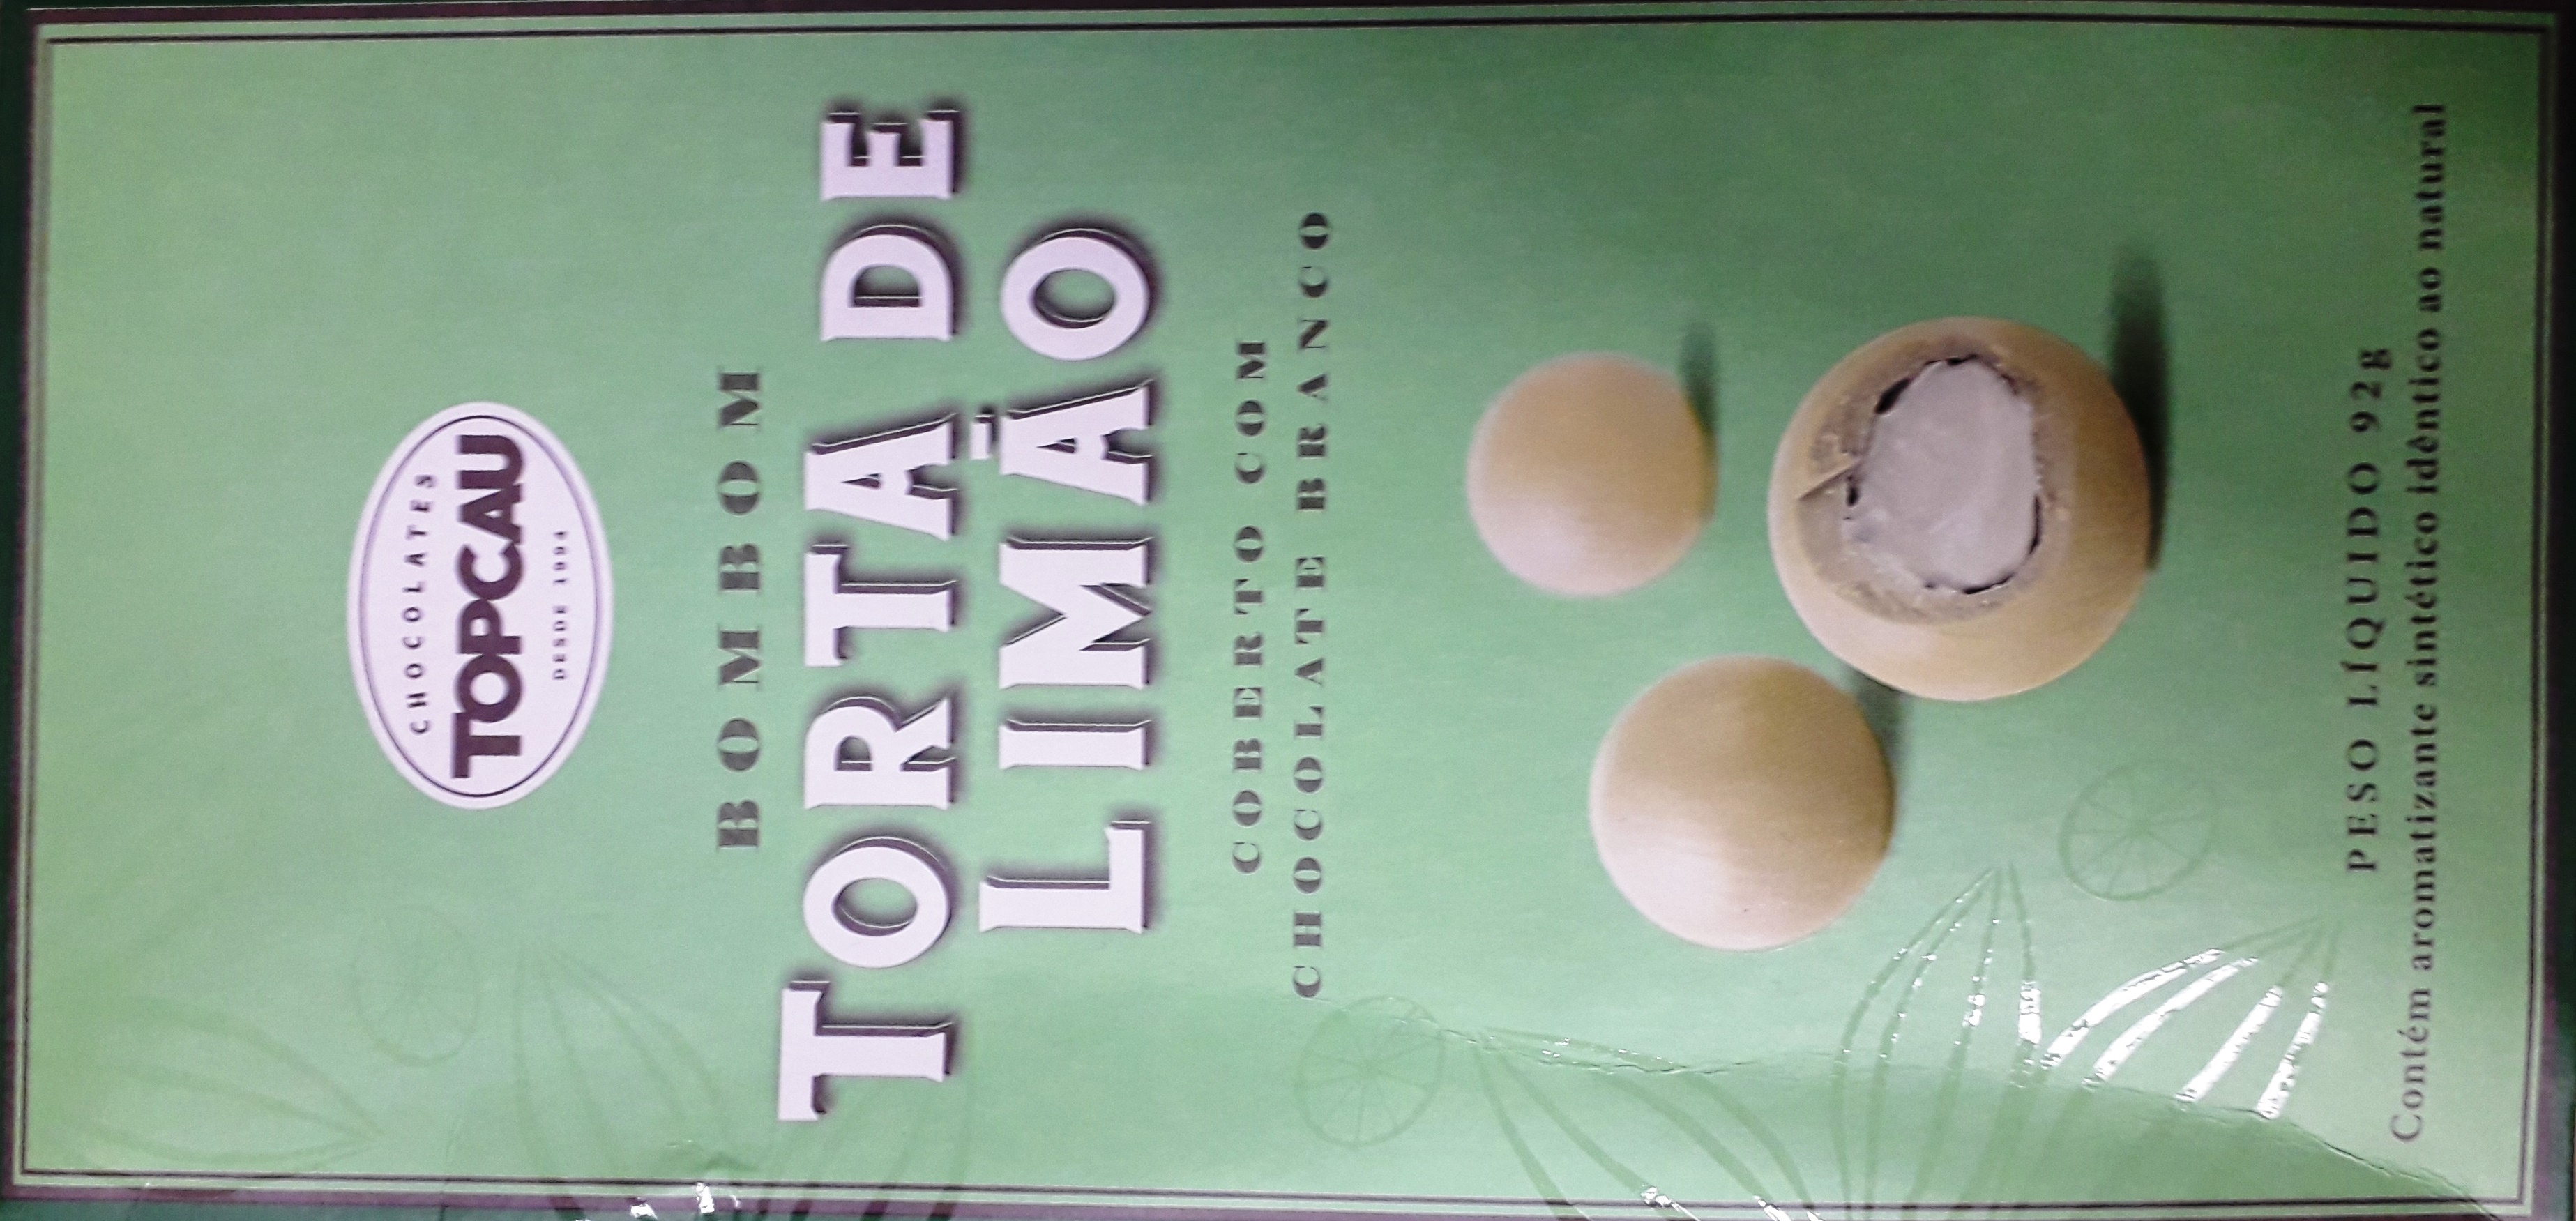 CHOCOLATES
TOPCAU
DESDE 1994
BOMBOM
TORTA DE
LIMÃO
COBERTO COM
CHOCOLATE BRANCO
PESO LÍQUIDO 92g
Contém aromatizante sintético idêntico ao natural